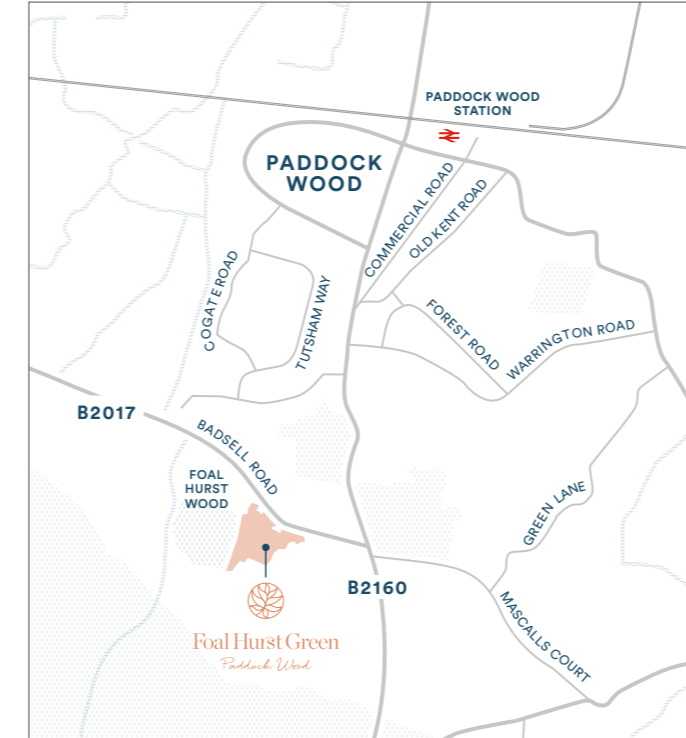 PADDOCK WOOD
STATION
PADDOCK
WOOD
COMMERCIAL ROAD
OLD KENT ROAD
COGATE ROAD
TUTSHAM WAY
FOREST ROAD
WARRINGTON ROAD
B2017
BADSELL ROAD
FOAL
HURST
WOOD
GREEN LANE
B2160
MASCALLS COURT
Foal Hurst Green
Paddock Wood